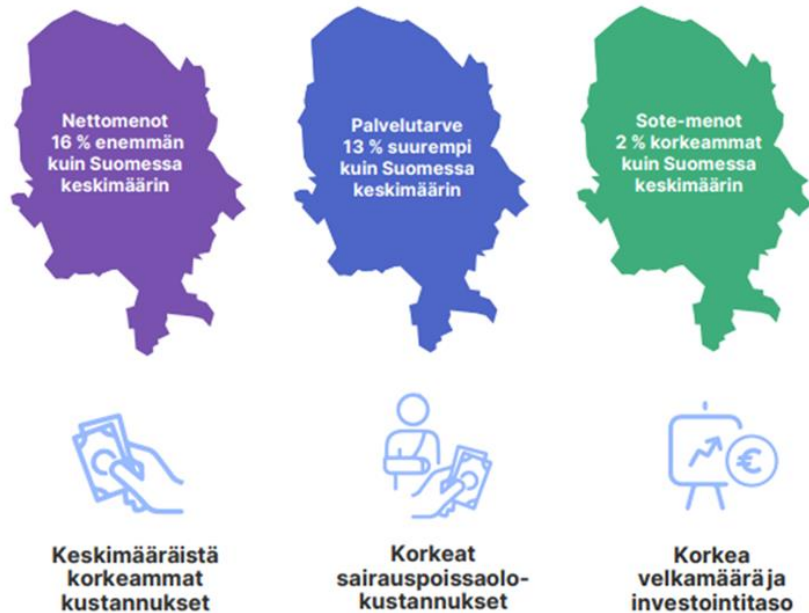 Nettomenot
16 % enemmän
kuin Suomessa
keskimäärin
Palvelutarve
13 % suurempi
kuin Suomessa
keskimäärin
Sote-menot
2 % korkeammat
kuin Suomessa
keskimäärin
€
Keskimääräistä
korkeammat
kustannukset
Korkeat
sairauspoissaolo-
kustannukset
Korkea
velkamäärä ja
investointitaso